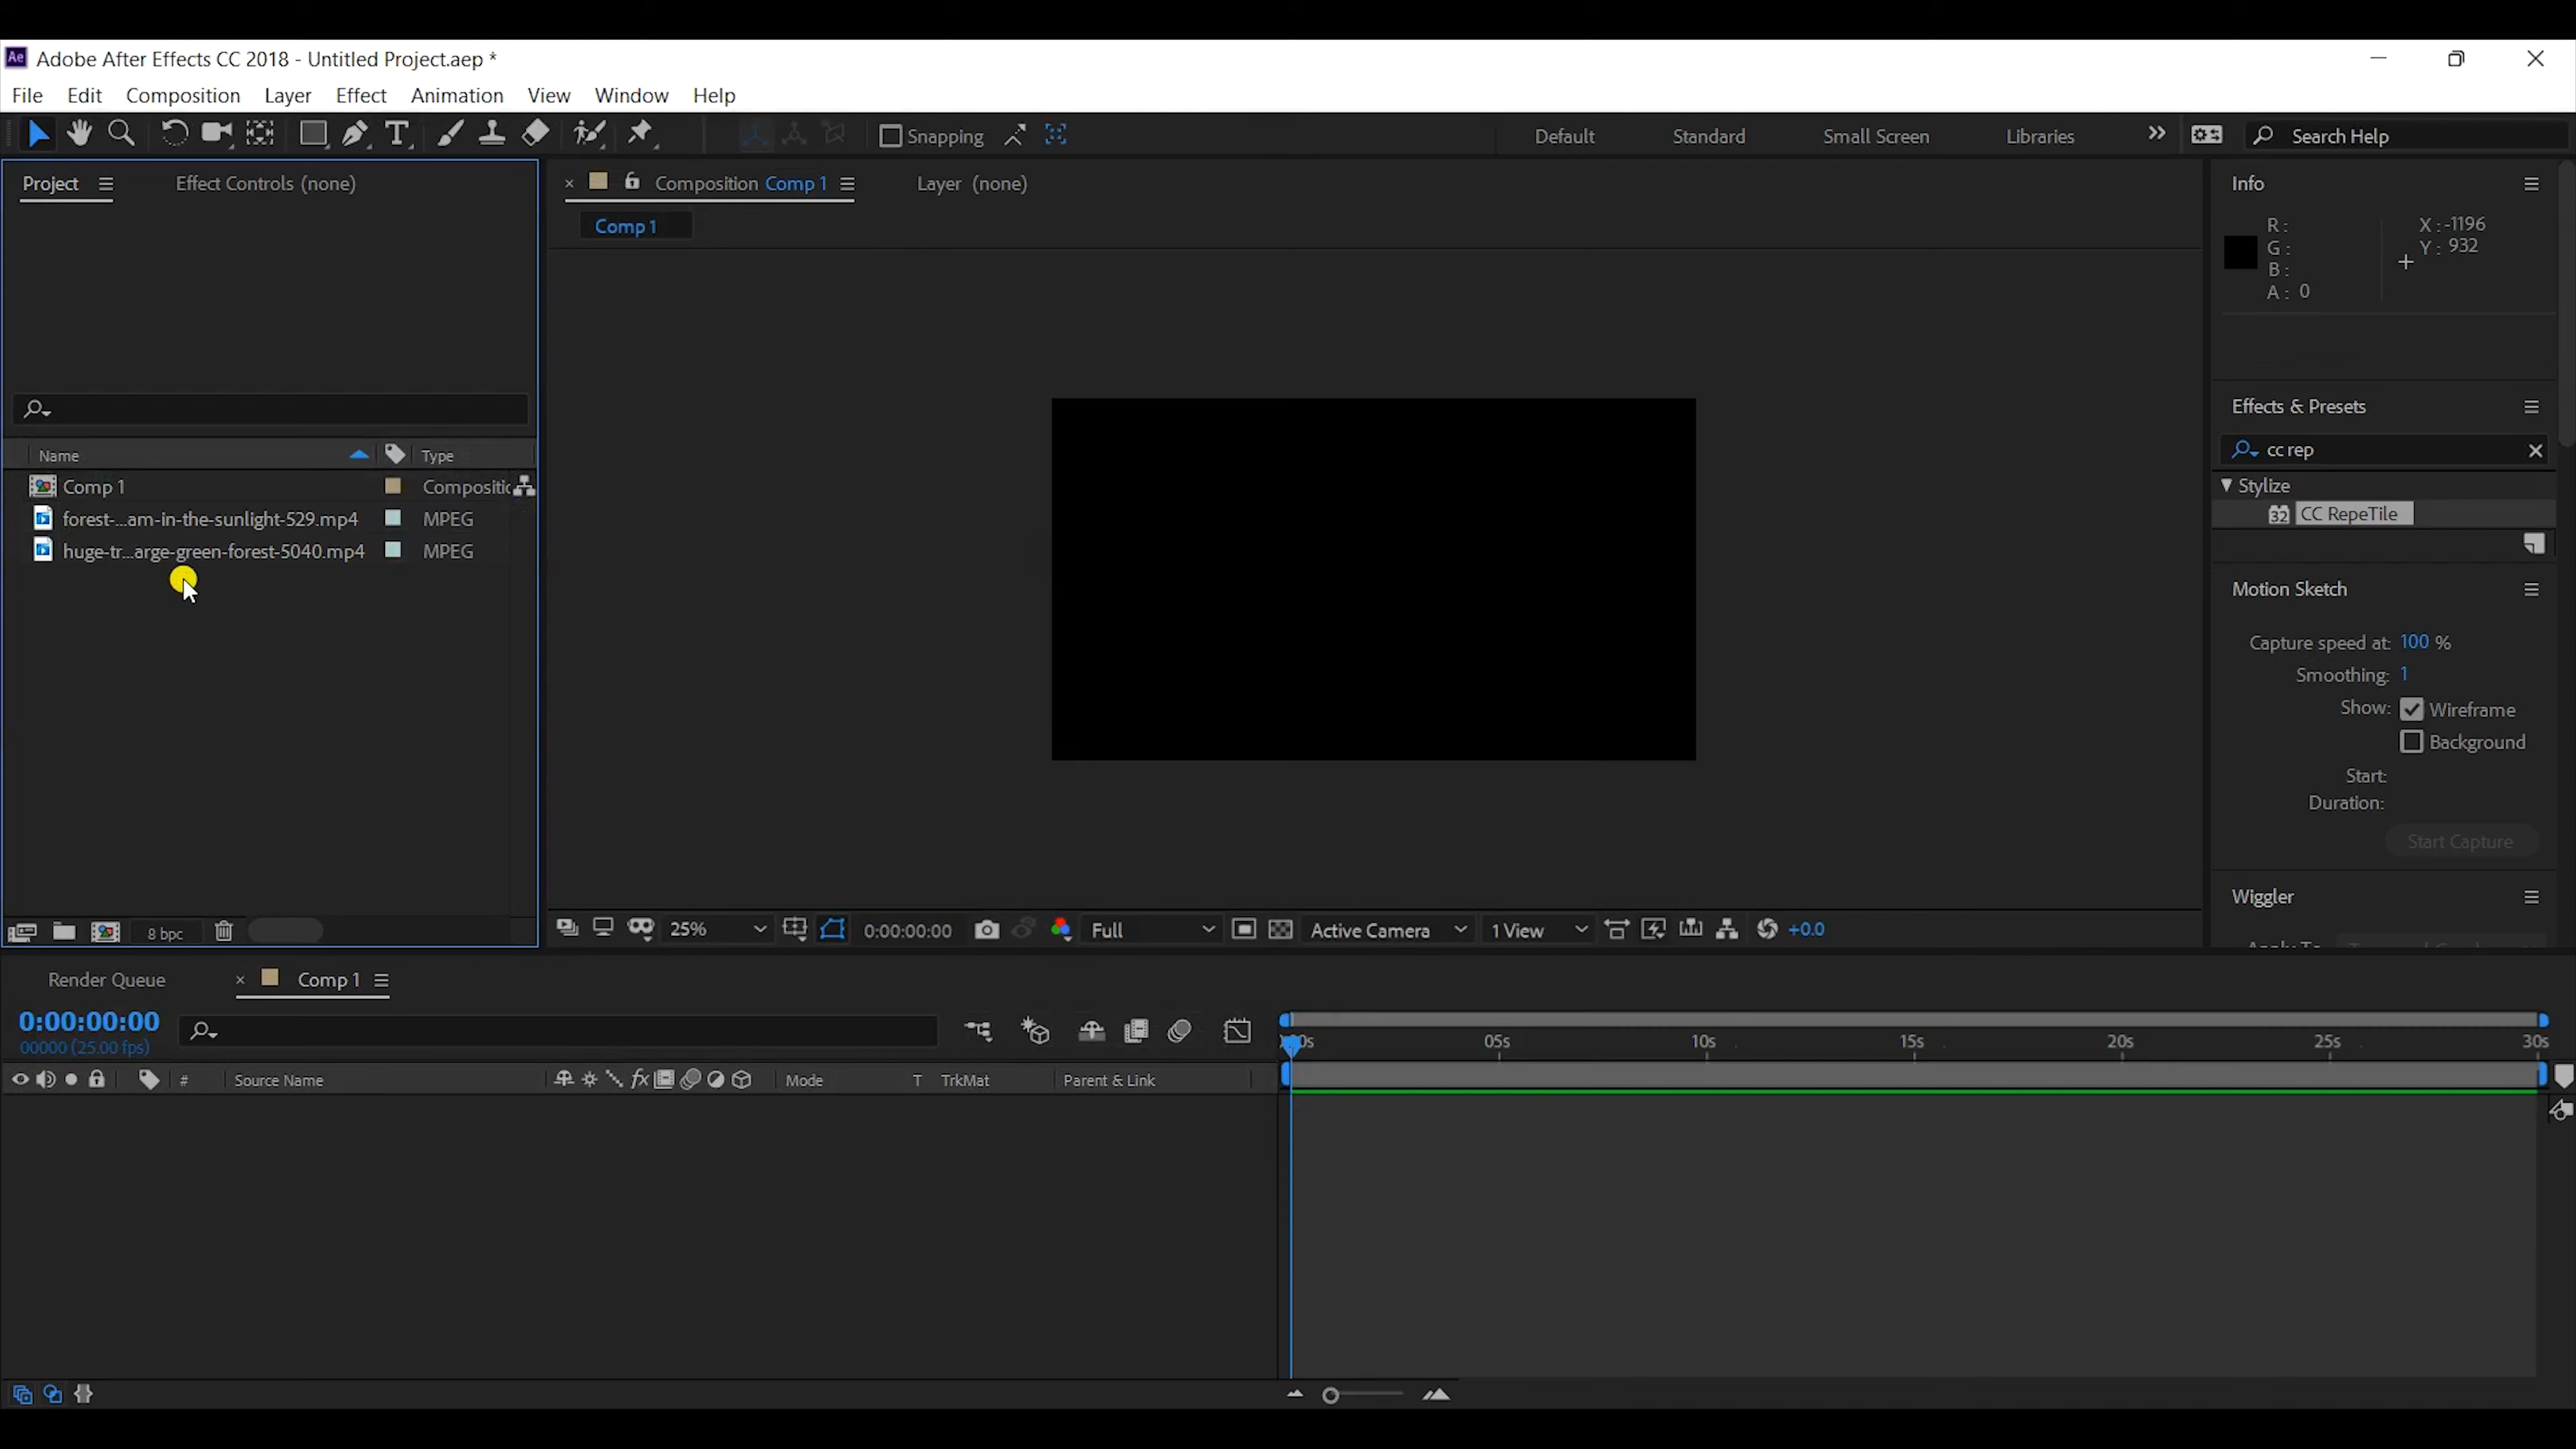 Adobe After Effects CC 2018 - Untitled Project.aep *
File Edit Composition Layer Effect Animation View Window Help
Snapping Default Standard Small Screen Libraries Search Help
Project Effect Controls (none)
Composition Comp 1 Layer (none)
Comp 1
Info
R :
G :
B :
A : 0
X : -1196
Y : 932
Effects & Presets
cc rep
Stylize
32 CC RepeTile
Name Type
Comp 1 Compositio
forest-...am-in-the-sunlight-529.mp4 MPEG
huge-tr...arge-green-forest-5040.mp4 MPEG
Motion Sketch
Capture speed at: 100 %
Smoothing: 1
Show: Wireframe
Background
Start:
Duration:
Start Capture
Wiggler
8 bpc
25% 0:00:00:00 Full Active Camera 1 View +0.0
Render Queue Comp 1
0:00:00:00
00000 (25.00 fps)
05s 10s 15s 20s 25s 30s
# Source Name fx Mode T TrkMat Parent & Link